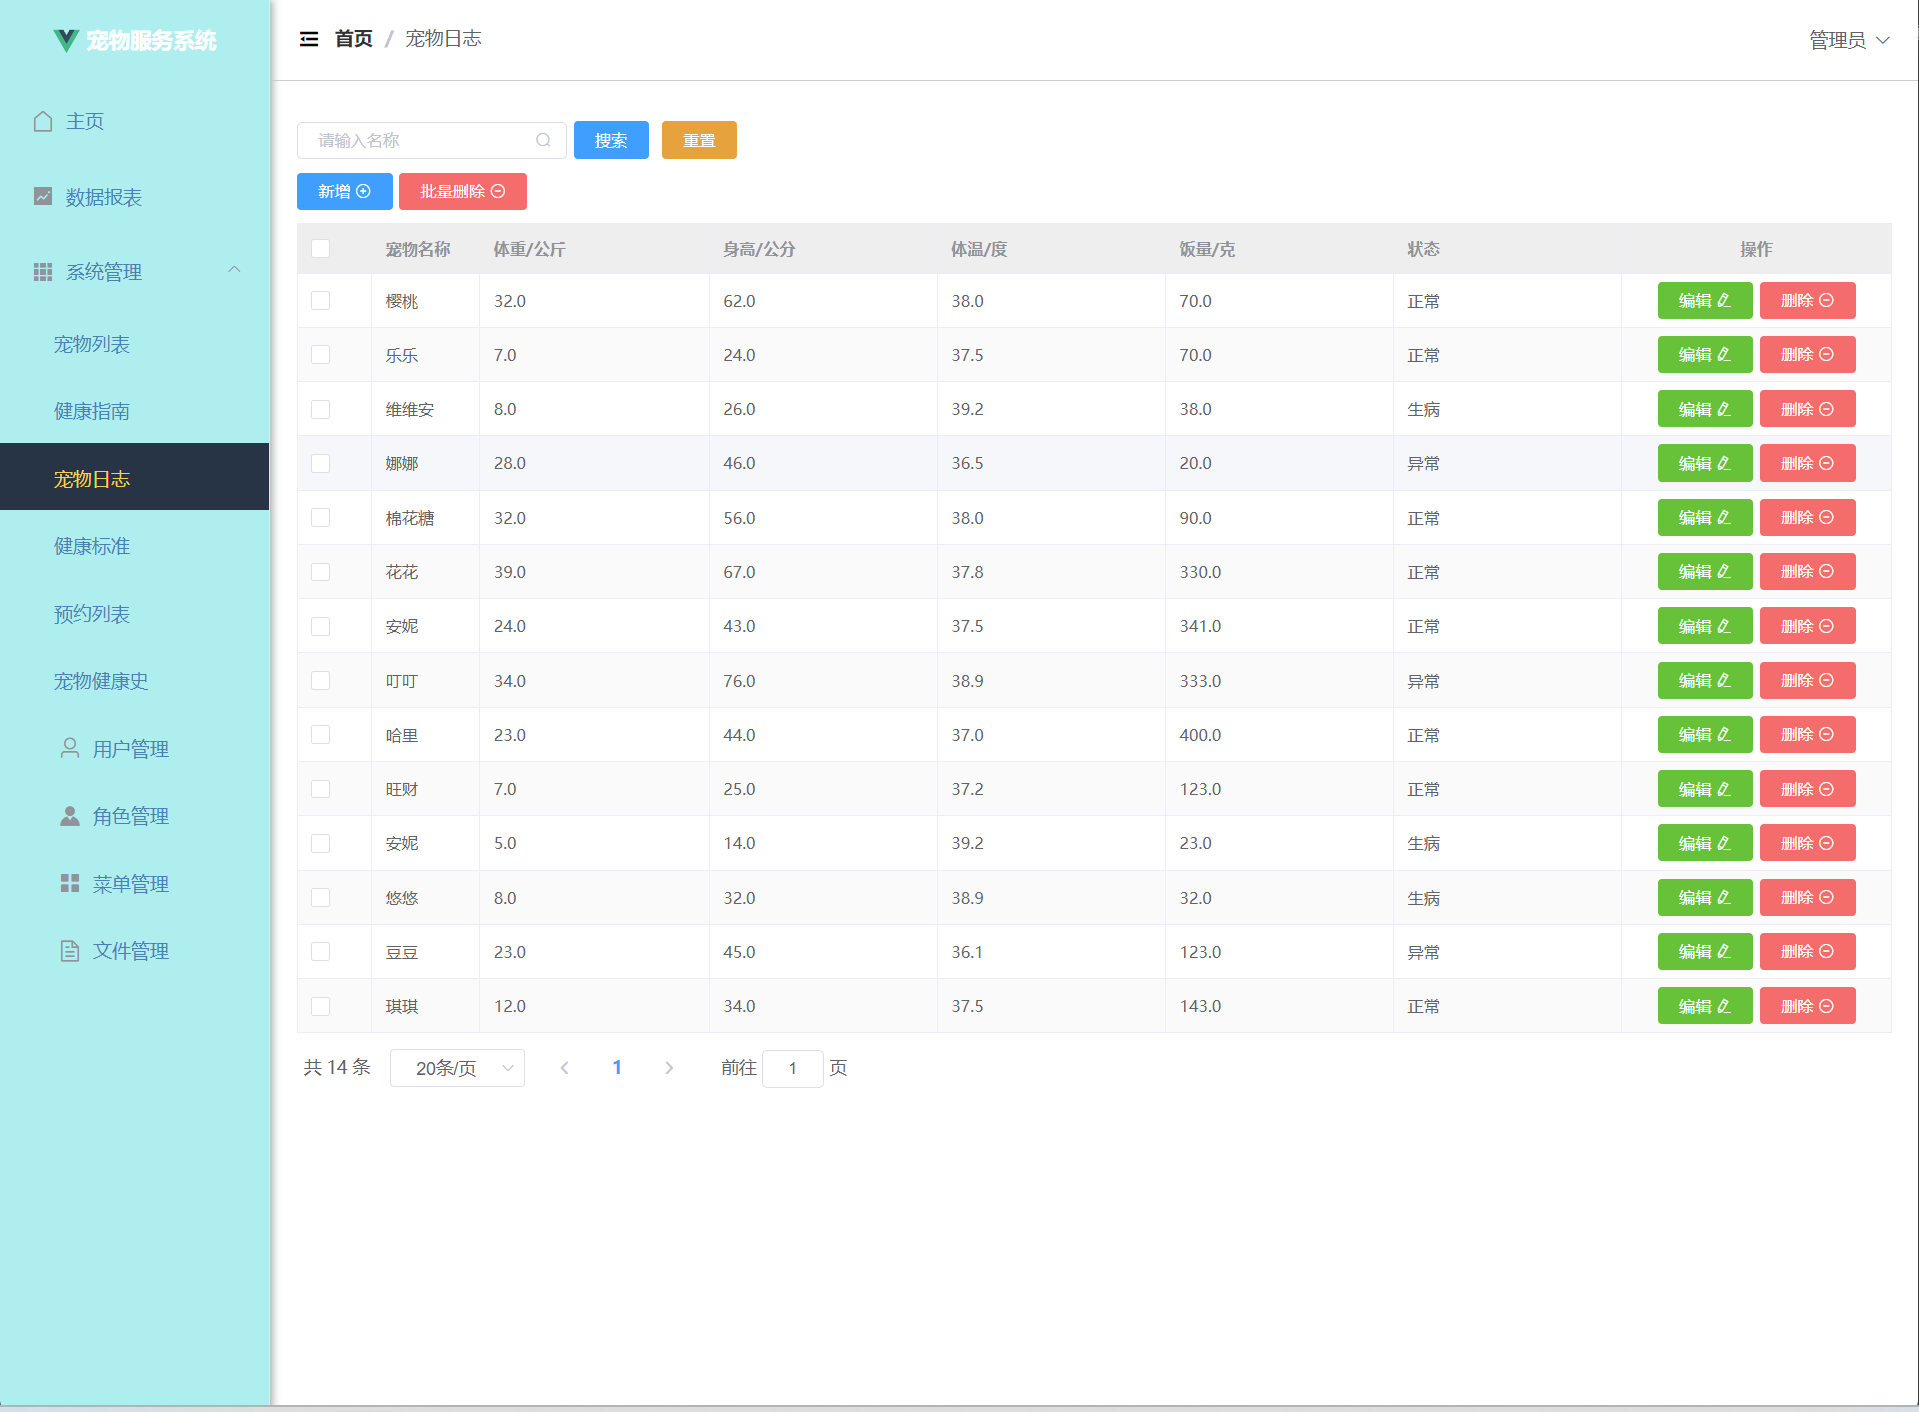 宠物服务系统
首页 / 宠物日志
管理员
主页
数据报表
系统管理
宠物列表
健康指南
宠物日志
健康标准
预约列表
宠物健康史
用户管理
角色管理
菜单管理
文件管理
请输入名称 搜索 重置
新增 批量删除
宠物名称 体重/公斤 身高/公分 体温/度 饭量/克 状态 操作
樱桃 32.0 62.0 38.0 70.0 正常 编辑 删除
乐乐 7.0 24.0 37.5 70.0 正常 编辑 删除
维维安 8.0 26.0 39.2 38.0 生病 编辑 删除
娜娜 28.0 46.0 36.5 20.0 异常 编辑 删除
棉花糖 32.0 56.0 38.0 90.0 正常 编辑 删除
花花 39.0 67.0 37.8 330.0 正常 编辑 删除
安妮 24.0 43.0 37.5 341.0 正常 编辑 删除
叮叮 34.0 76.0 38.9 333.0 异常 编辑 删除
哈里 23.0 44.0 37.0 400.0 正常 编辑 删除
旺财 7.0 25.0 37.2 123.0 正常 编辑 删除
安妮 5.0 14.0 39.2 23.0 生病 编辑 删除
悠悠 8.0 32.0 38.9 32.0 生病 编辑 删除
豆豆 23.0 45.0 36.1 123.0 异常 编辑 删除
琪琪 12.0 34.0 37.5 143.0 正常 编辑 删除
共 14 条 20条/页 1 前往 1 页